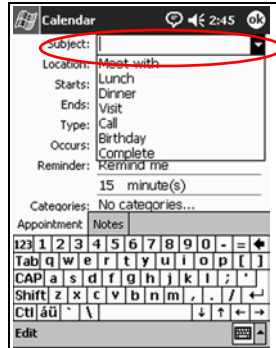 Calendar 2:45 ok
Subject:
Location: Meet with
Lunch
Starts: Dinner
Ends: Visit
Type: Call
Occurs: Birthday
Complete
Reminder: Remind me
15 minute(s)
Categories: No categories...
Appointment Notes
123 1 2 3 4 5 6 7 8 9 0 - =
Tab q w e r t y u i o p [ ]
CAP a s d f g h j k l ; '
Shift z x c v b n m , . /
Ctl áü ` \
Edit